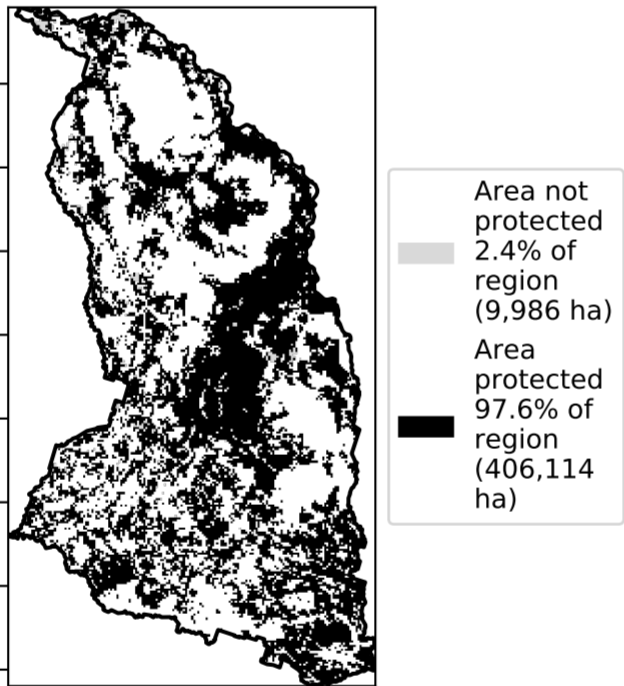 Area not
protected
2.4% of
region
(9,986 ha)
Area
protected
97.6% of
region
(406,114
ha)